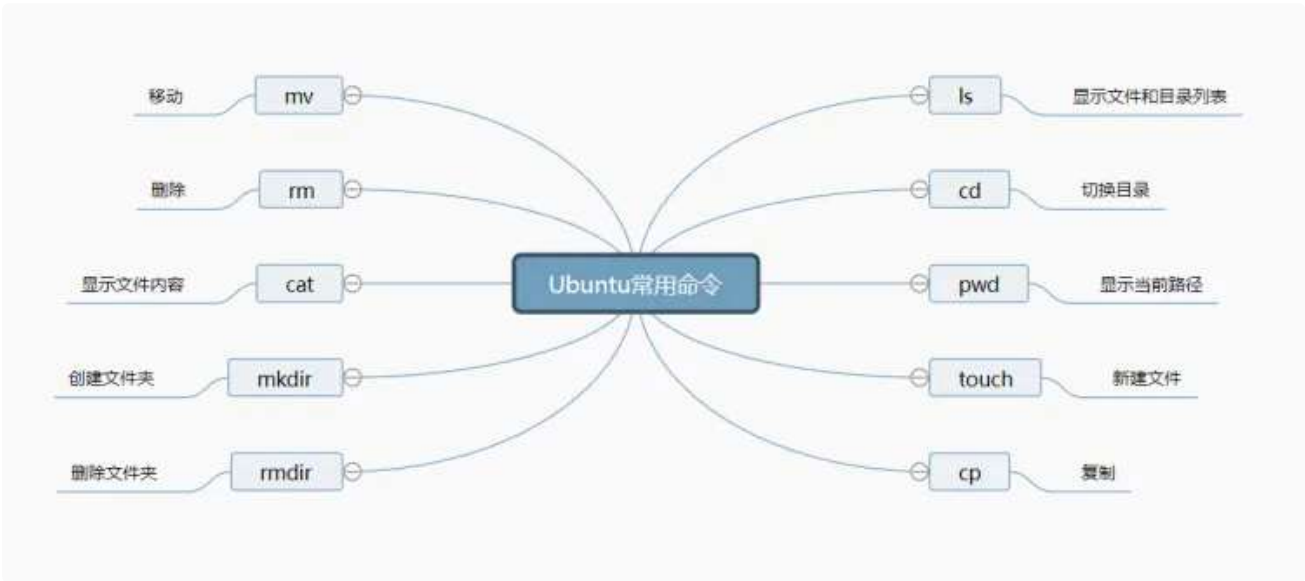 Ubuntu常用命令
ls
显示文件和目录列表
cd
切换目录
pwd
显示当前路径
touch
新建文件
cp
复制
mv
移动
rm
删除
cat
显示文件内容
mkdir
创建文件夹
rmdir
删除文件夹